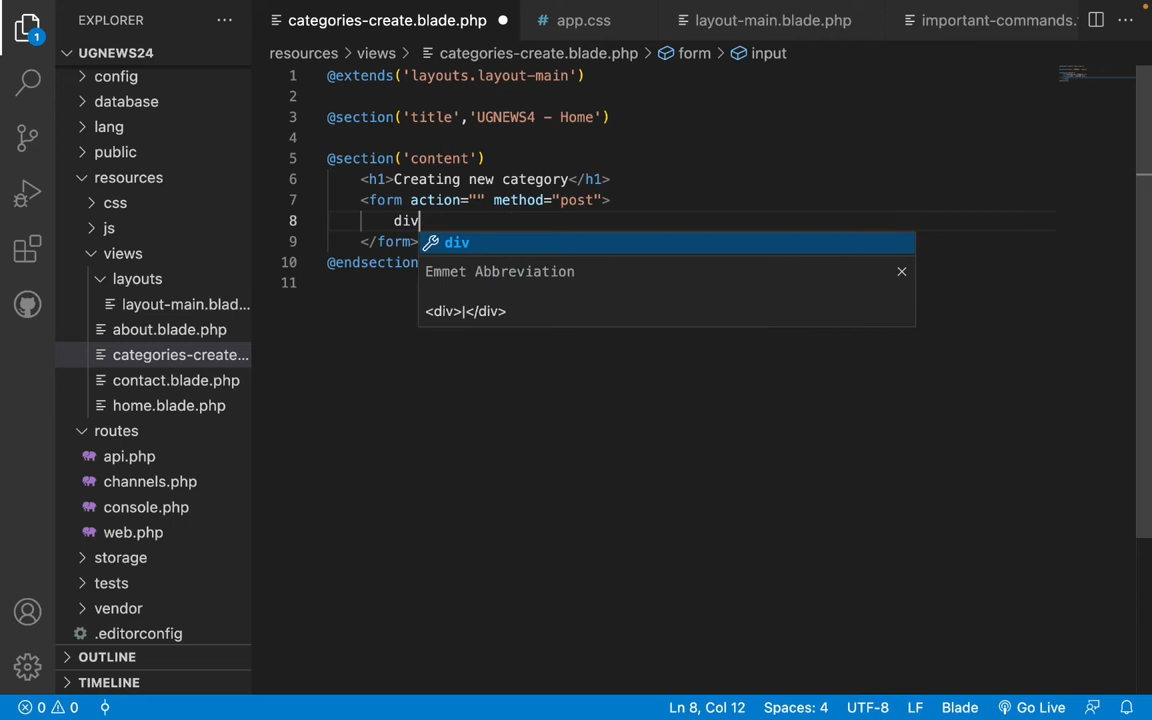 EXPLORER
categories-create.blade.php
# app.css
layout-main.blade.php
important-commands.
1
UGNEWS24
resources > views > categories-create.blade.php > form > input
config
database
lang
public
resources
css
js
views
layouts
layout-main.blad...
about.blade.php
categories-create...
contact.blade.php
home.blade.php
routes
api.php
channels.php
console.php
web.php
storage
tests
vendor
.editorconfig
OUTLINE
TIMELINE
1 @extends('layouts.layout-main')
2
3 @section('title','UGNEWS4 - Home')
4
5 @section('content')
6 <h1>Creating new category</h1>
7 <form action="" method="post">
8 div
9 </form>
10 @endsection
11
div
Emmet Abbreviation
<div>|</div>
0 0
Ln 8, Col 12
Spaces: 4
UTF-8
LF
Blade
Go Live